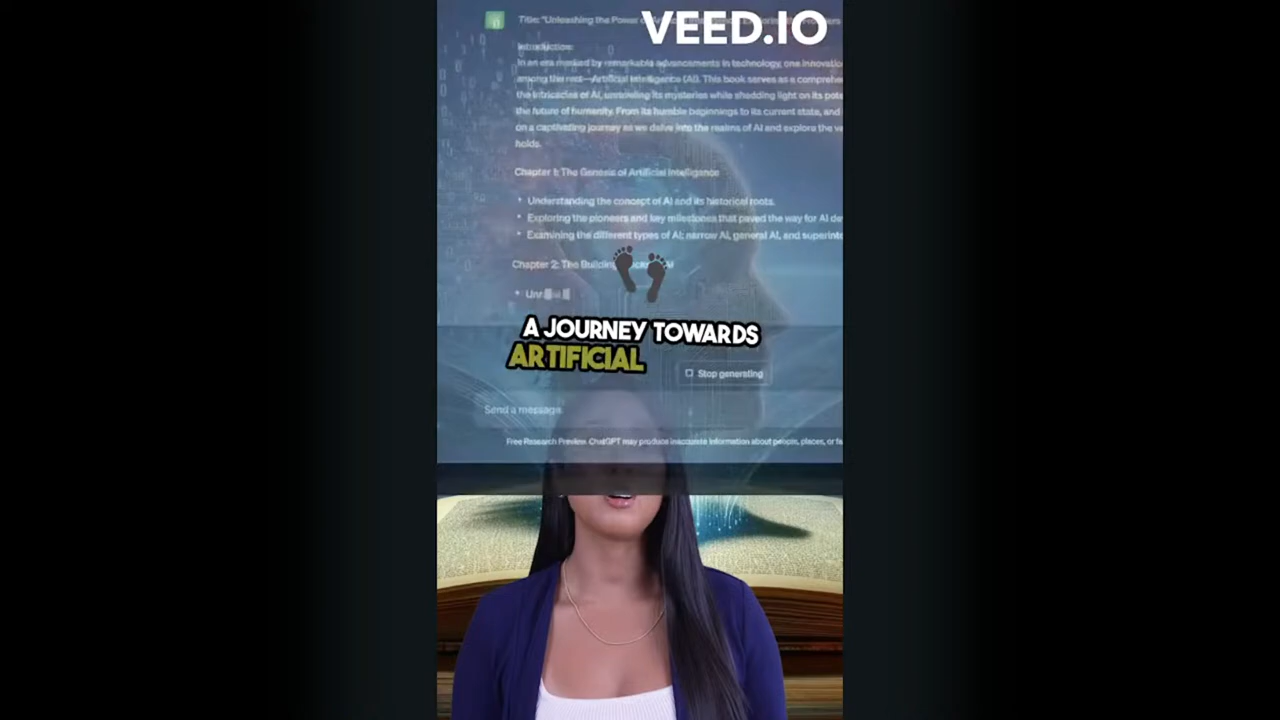 VEED.IO
Title: "Unleashing the Power
Introduction:
In an era marked by remarkable advancements in technology, one innovatio
among the rest—Artificial Intelligence (AI). This book serves as a comprehe
the intricacies of AI, unraveling its mysteries while shedding light on its pote
the future of humanity. From its humble beginnings to its current state, and
on a captivating journey as we delve into the realms of AI and explore the va
holds.
Chapter 1: The Genesis of Artificial Intelligence
Understanding the concept of AI and its historical roots.
Exploring the pioneers and key milestones that paved the way for AI de
Examining the different types of AI: narrow AI, general AI, and superinte
Chapter 2: The Building AI
A JOURNEY TOWARDS
ARTIFICIAL
Stop generating
Send a message
Free Research Preview. ChatGPT may produce inaccurate information about people, places, or fa